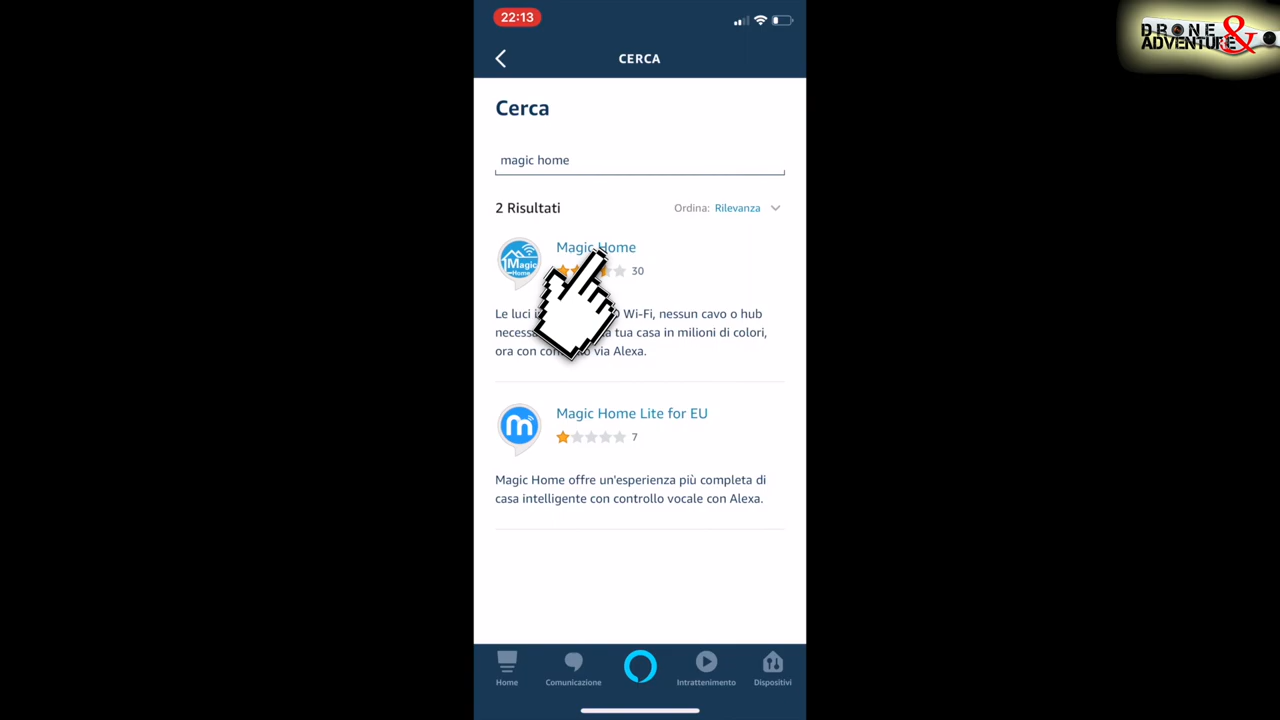 22:13
DRONE &
ADVENTURE
CERCA
Cerca
magic home
2 Risultati
Ordina: Rilevanza
Magic Home
Magic
Home
30
Le luci Wi-Fi, nessun cavo o hub
tua casa in milioni di colori,
ora con via Alexa.
Magic Home Lite for EU
m
7
Magic Home offre un'esperienza più completa di
casa intelligente con controllo vocale con Alexa.
Home
Comunicazione
Intrattenimento
Dispositivi